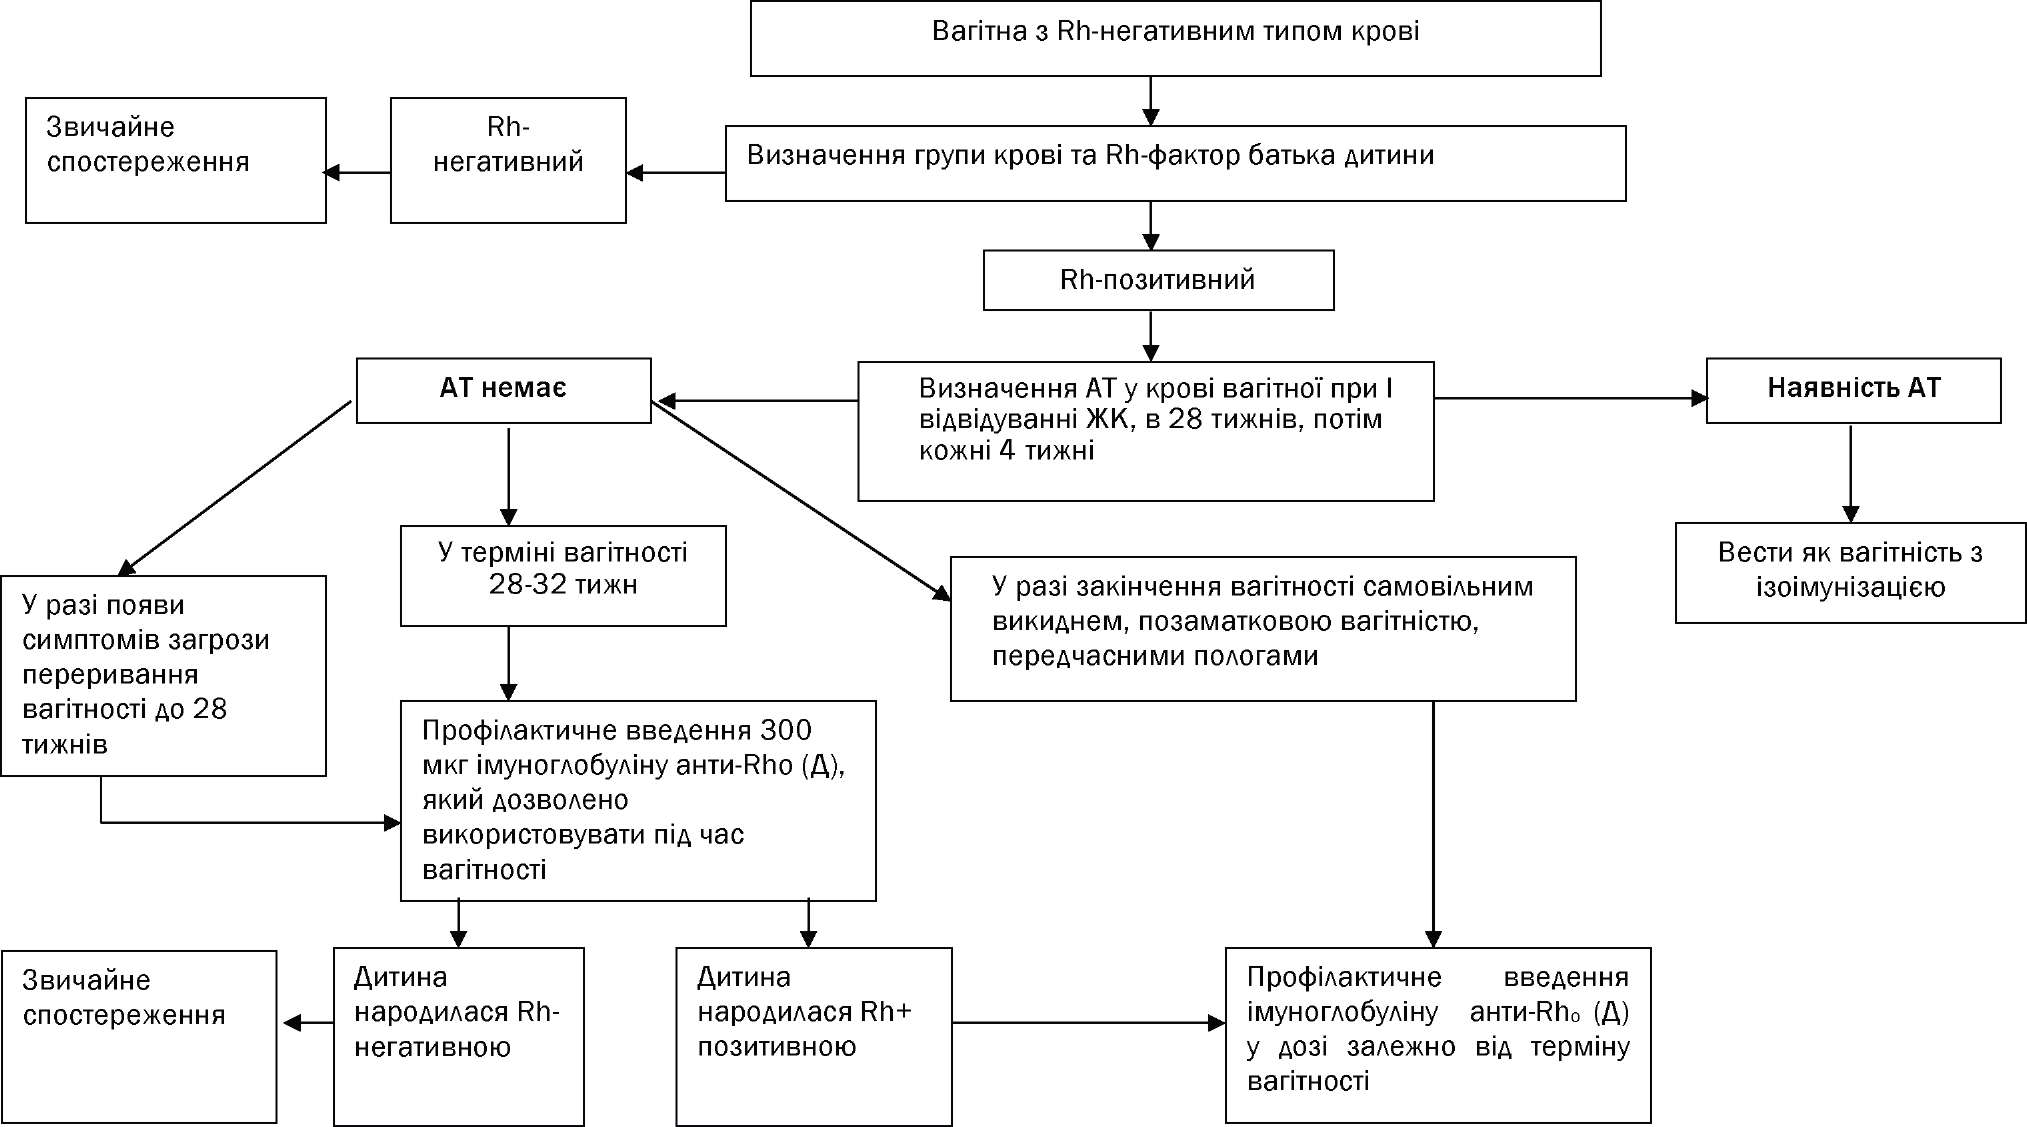 Вагітна з Rh-негативним типом крові
Звичайне
спостереження
Rh-
негативний
Визначення групи крові та Rh-фактор батька дитини
Rh-позитивний
АТ немає
Визначення АТ у крові вагітної при І
відвідуванні ЖК, в 28 тижнів, потім
кожні 4 тижні
Наявність АТ
У разі появи
симптомів загрози
переривання
вагітності до 28
тижнів
У терміні вагітності
28-32 тижн
У разі закінчення вагітності самовільним
викиднем, позаматковою вагітністю,
передчасними пологами
Вести як вагітність з
ізоімунізацією
Профілактичне введення 300
мкг імуноглобуліну анти-Rho (Д),
який дозволено
використовувати під час
вагітності
Звичайне
спостереження
Дитина
народилася Rh-
негативною
Дитина
народилася Rh+
позитивною
Профілактичне введення
імуноглобуліну анти-Rh₀ (Д)
у дозі залежно від терміну
вагітності